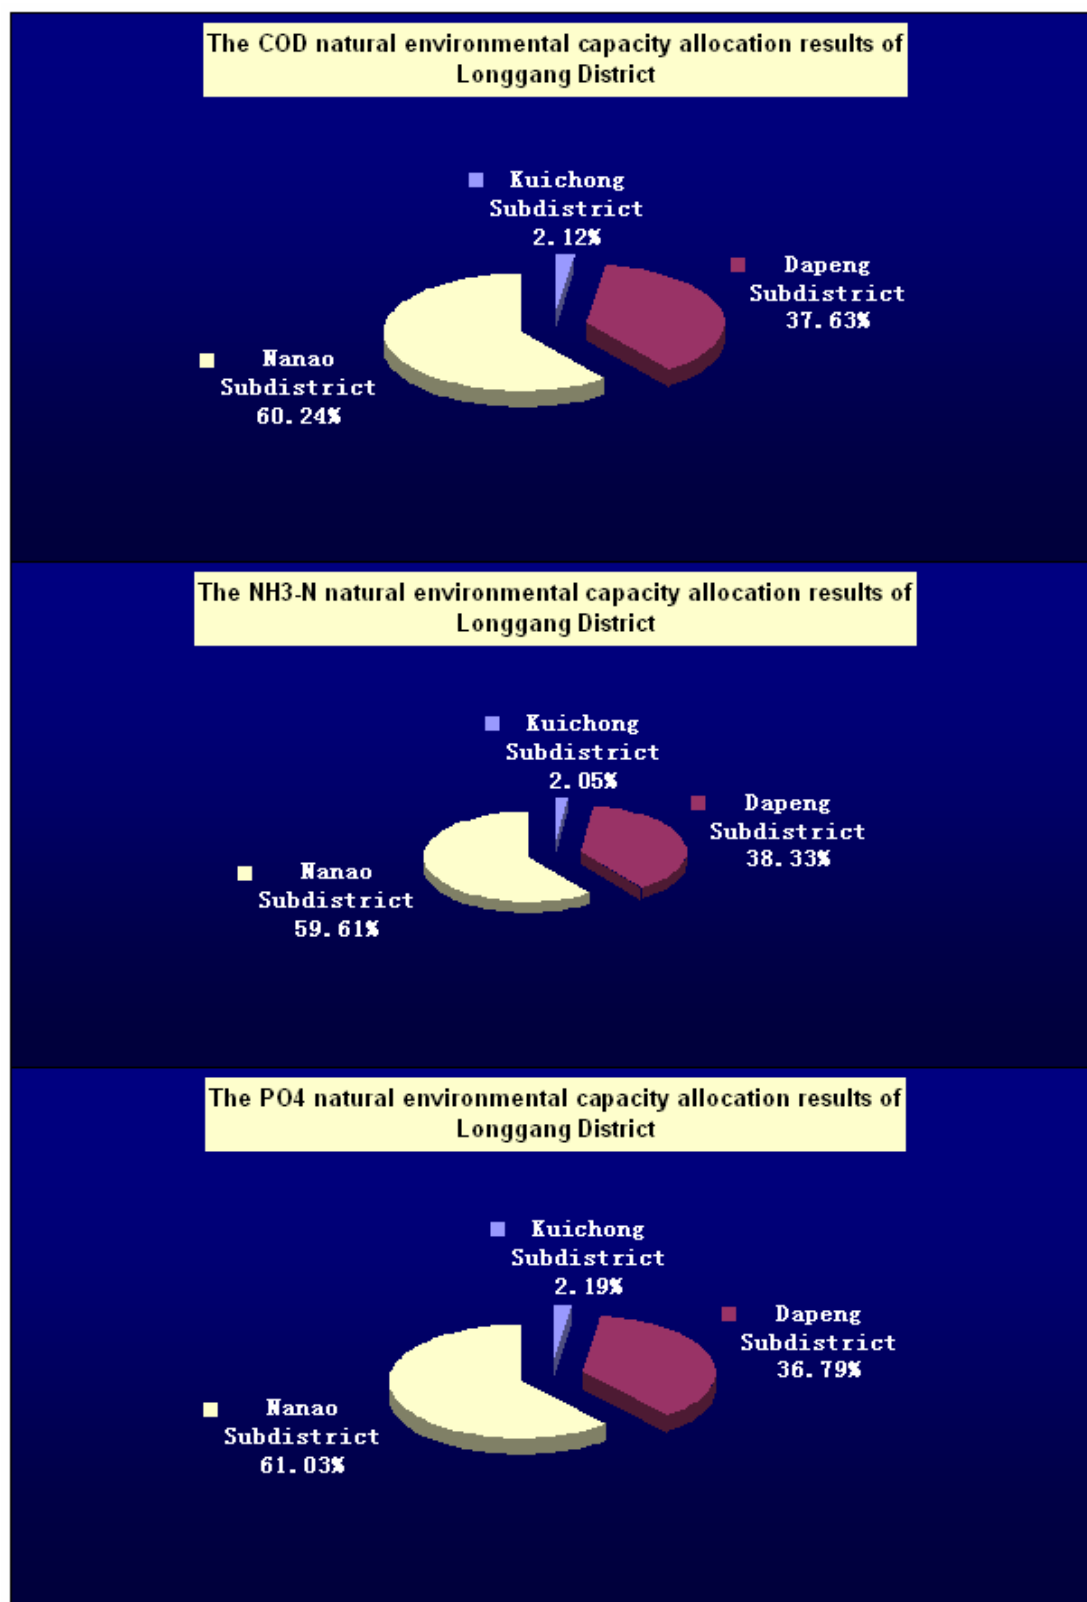 The COD natural environmental capacity allocation results of
Longgang District
Kuichong
Subdistrict
2.12%
Dapeng
Subdistrict
37.63%
Nanao
Subdistrict
60.24%
The NH3-N natural environmental capacity allocation results of
Longgang District
Kuichong
Subdistrict
2.05%
Dapeng
Subdistrict
38.33%
Nanao
Subdistrict
59.61%
The PO4 natural environmental capacity allocation results of
Longgang District
Kuichong
Subdistrict
2.19%
Dapeng
Subdistrict
36.79%
Nanao
Subdistrict
61.03%